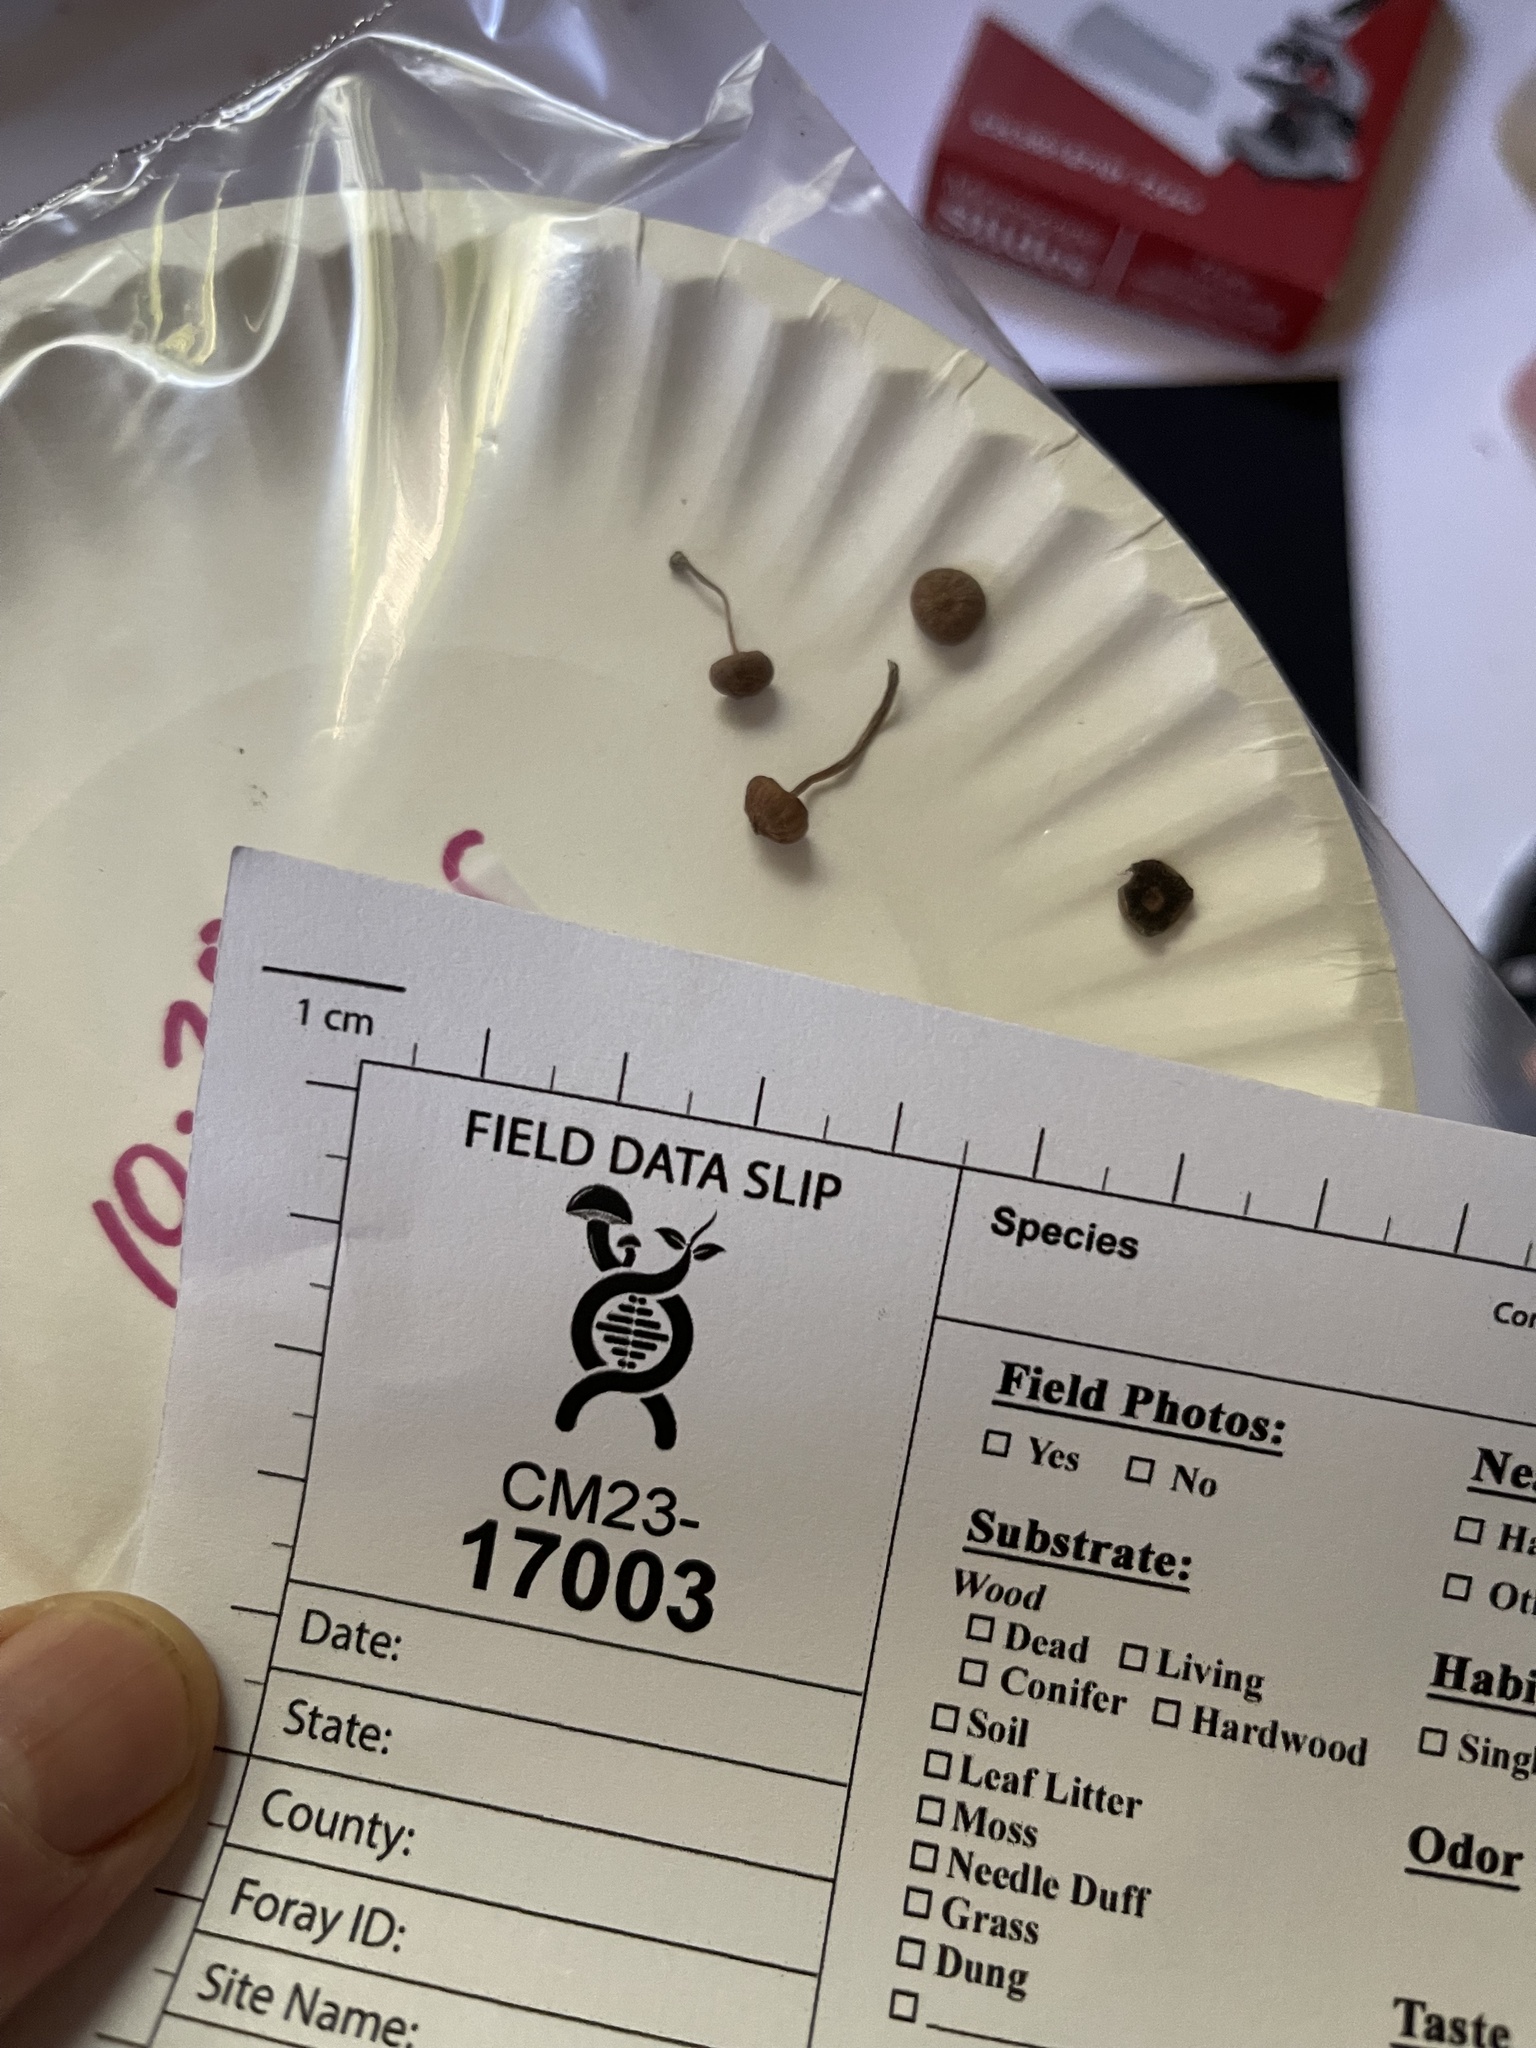 1 cm
FIELD DATA SLIP
CM23-
17003
Date:
State:
County:
Foray ID:
Site Name:
Species
Field Photos:
☐ Yes ☐ No
Substrate:
Wood
☐ Dead ☐ Living
☐ Conifer ☐ Hardwood
☐ Soil
☐ Leaf Litter
☐ Moss
☐ Needle Duff
☐ Grass
☐ Dung
☐
Odor
Taste